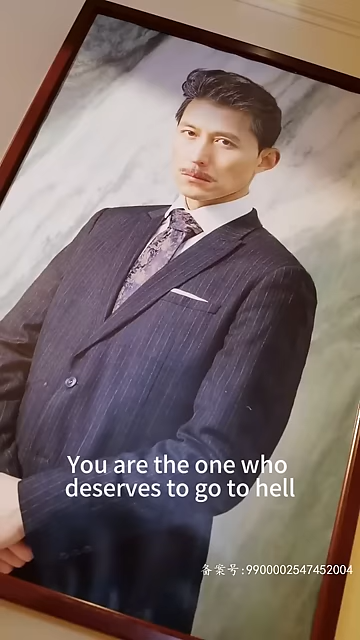 You are the one who
deserves to go to hell
备案号:9900002547452004